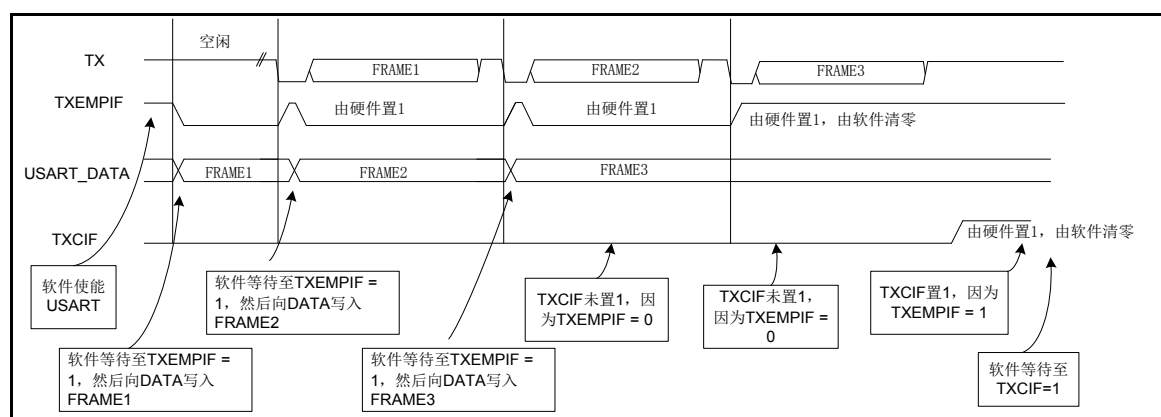 空闲
TX
FRAME1
FRAME2
FRAME3
TXEMPIF
由硬件置1
由硬件置1
由硬件置1，由软件清零
USART_DATA
FRAME1
FRAME2
FRAME3
TXCIF
由硬件置1，由软件清零
软件使能
USART
软件等待至TXEMPIF =
1，然后向DATA写入
FRAME2
TXCIF未置1，因
为TXEMPIF = 0
TXCIF未置1，
因为TXEMPIF =
0
TXCIF置1，因为
TXEMPIF = 1
软件等待至TXEMPIF =
1，然后向DATA写入
FRAME1
软件等待至TXEMPIF =
1，然后向DATA写入
FRAME3
软件等待至
TXCIF=1